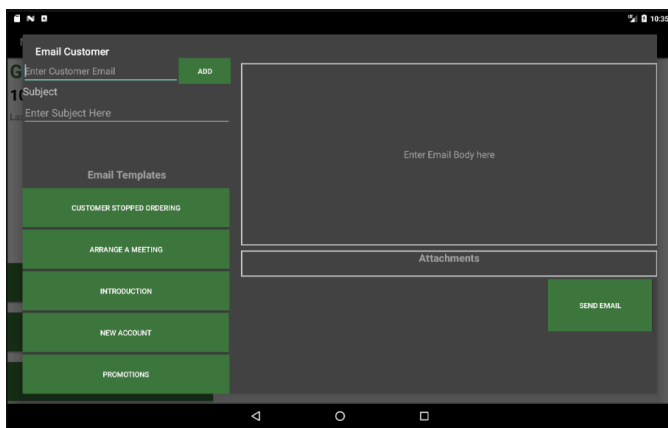 10:35
Email Customer
Enter Customer Email
ADD
Subject
Enter Subject Here
Enter Email Body here
Email Templates
CUSTOMER STOPPED ORDERING
ARRANGE A MEETING
Attachments
INTRODUCTION
SEND EMAIL
NEW ACCOUNT
PROMOTIONS